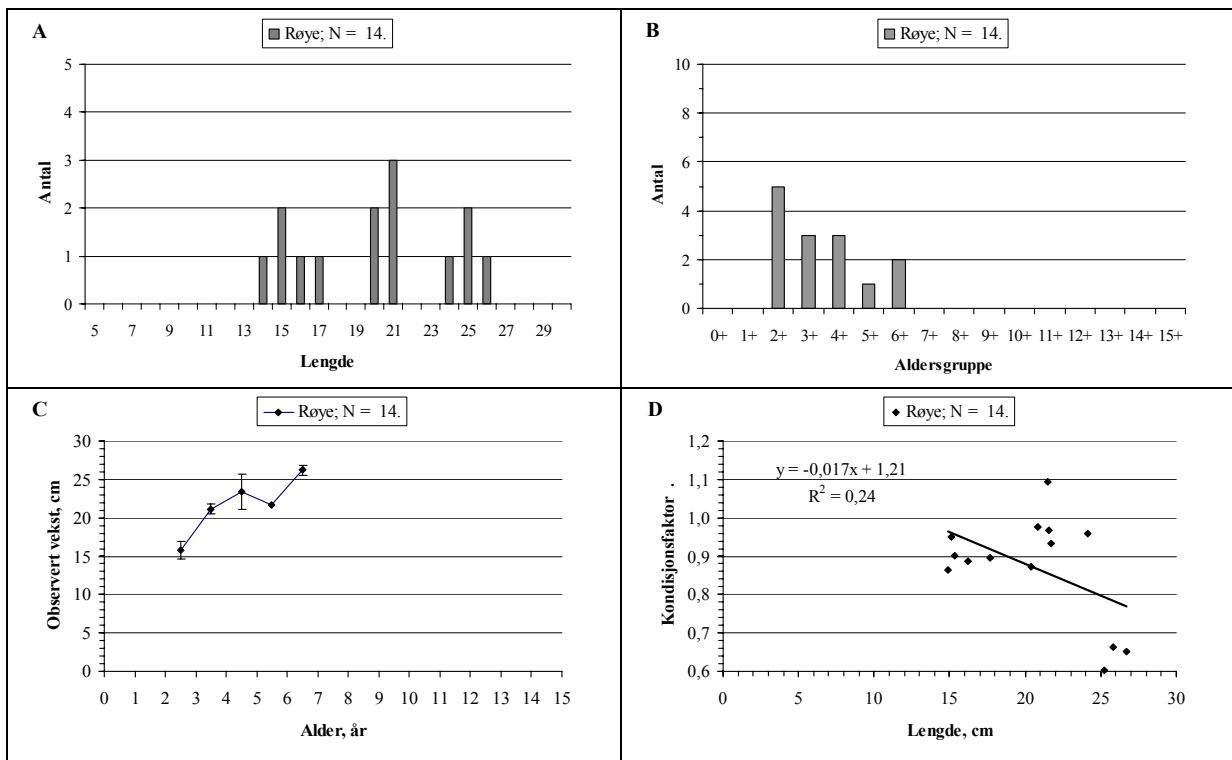 A
Røye; N = 14.
5
4
3
2
1
0
Antal
5 7 9 11 13 15 17 19 21 23 25 27 29
Lengde
B
Røye; N = 14.
10
8
6
4
2
0
Antal
0+ 1+ 2+ 3+ 4+ 5+ 6+ 7+ 8+ 9+ 10+ 11+ 12+ 13+ 14+ 15+
Aldersgruppe
C
Røye; N = 14.
30
25
20
15
10
5
0
Observert vekst, cm
0 1 2 3 4 5 6 7 8 9 10 11 12 13 14 15
Alder, år
D
Røye; N = 14.
1,2
1,1
1,0
0,9
0,8
0,7
0,6
Kondisjonsfaktor .
y = -0,017x + 1,21
R² = 0,24
0 5 10 15 20 25 30
Lengde, cm